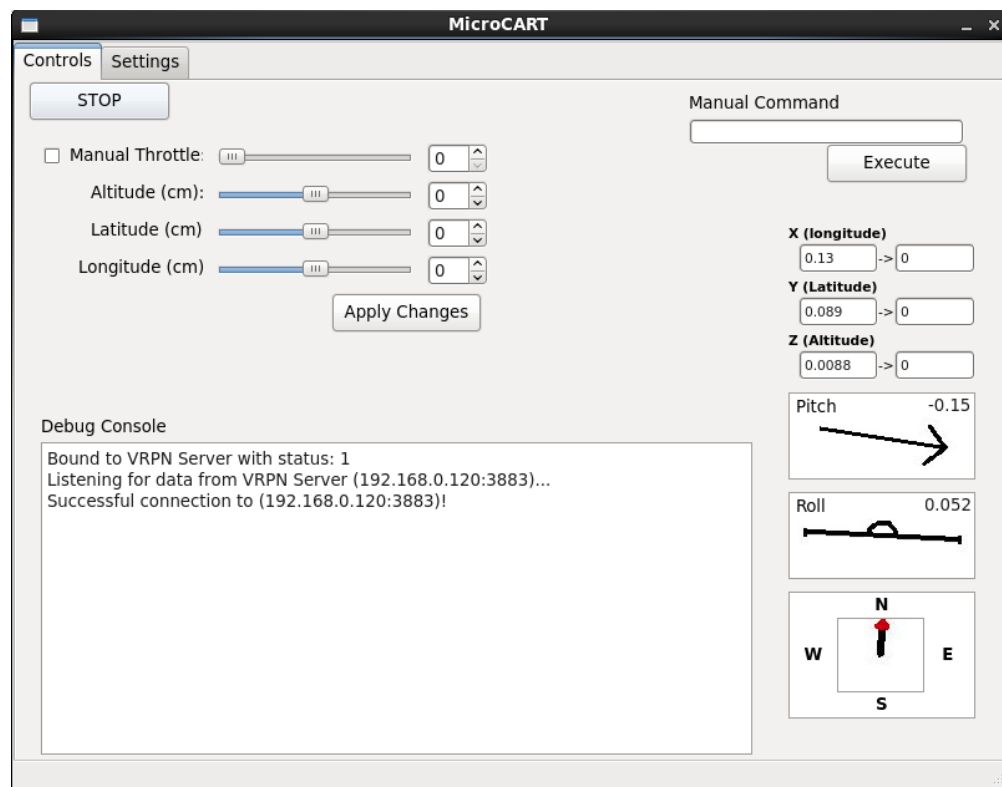 MicroCART
Controls
Settings
STOP
Manual Throttle:
0
Altitude (cm):
0
Latitude (cm)
0
Longitude (cm)
0
Apply Changes
Manual Command
Execute
X (longitude)
0.13 -> 0
Y (Latitude)
0.089 -> 0
Z (Altitude)
0.0088 -> 0
Pitch -0.15
Roll 0.052
N
W E
S
Debug Console
Bound to VRPN Server with status: 1
Listening for data from VRPN Server (192.168.0.120:3883)...
Successful connection to (192.168.0.120:3883)!